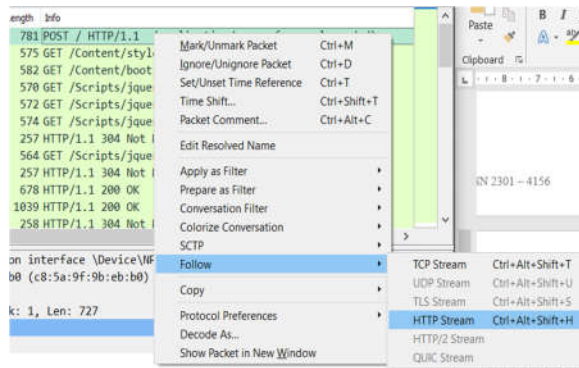 ength Info
781 POST / HTTP/1.1
575 GET /Content/styl
582 GET /Content/boot
570 GET /Scripts/jque
572 GET /Scripts/jque
574 GET /Scripts/jque
257 HTTP/1.1 304 Not
564 GET /Scripts/jque
257 HTTP/1.1 304 Not
678 HTTP/1.1 200 OK
1039 HTTP/1.1 200 OK
258 HTTP/1.1 304 Not
on interface \Device\NF
b0 (c8:5a:9f:9b:eb:b0)
k: 1, Len: 727
Mark/Unmark Packet Ctrl+M
Ignore/Unignore Packet Ctrl+D
Set/Unset Time Reference Ctrl+T
Time Shift... Ctrl+Shift+T
Packet Comment... Ctrl+Alt+C
Edit Resolved Name
Apply as Filter
Prepare as Filter
Conversation Filter
Colorize Conversation
SCTP
Follow
Copy
Protocol Preferences
Decode As...
Show Packet in New Window
TCP Stream Ctrl+Alt+Shift+T
UDP Stream Ctrl+Alt+Shift+U
TLS Stream Ctrl+Alt+Shift+S
HTTP Stream Ctrl+Alt+Shift+H
HTTP/2 Stream
QUIC Stream
Paste
B I
A
Clipboard
L · 1 · 8 · 1 · 7 · 1 · 6
N 2301 – 4156